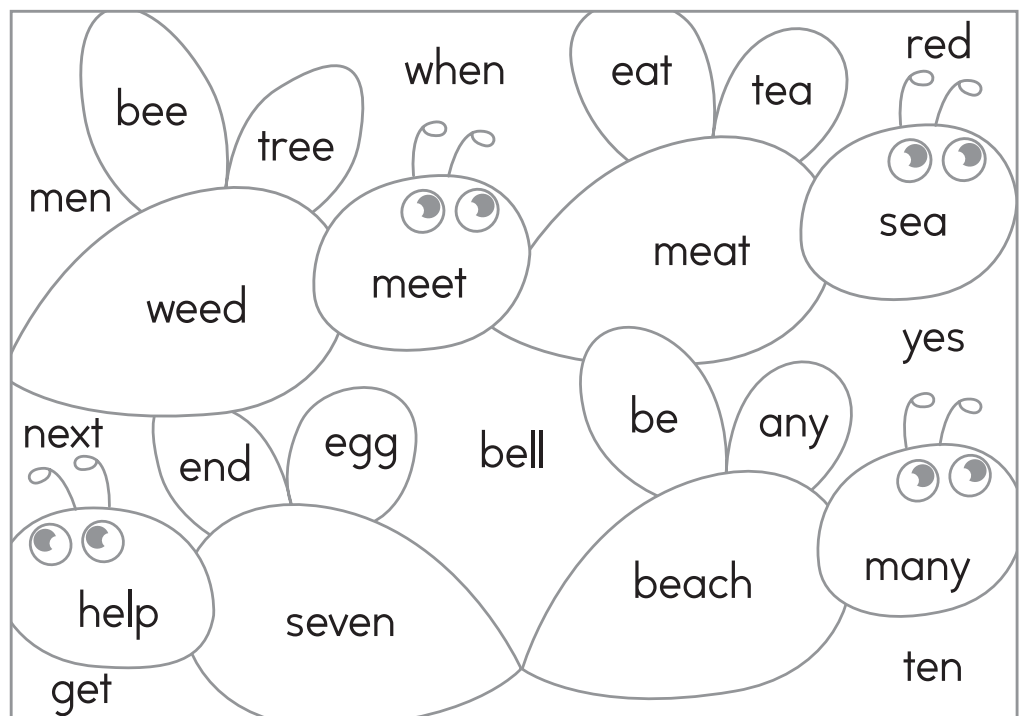 red
when
eat
tea
bee
tree
men
sea
meat
meet
weed
yes
be
any
next
egg
bell
end
many
beach
help
seven
ten
get